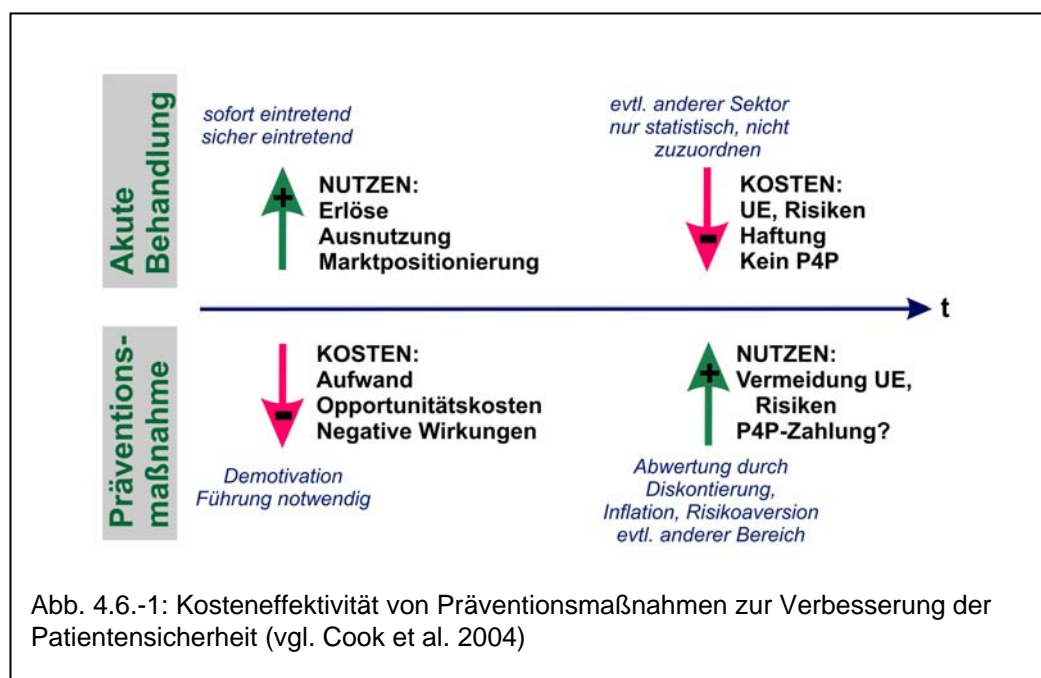 Akute
Behandlung
sofort eintretend
sicher eintretend
+
NUTZEN:
Erlöse
Ausnutzung
Marktpositionierung
evtl. anderer Sektor
nur statistisch, nicht
zuzuordnen
-
KOSTEN:
UE, Risiken
Haftung
Kein P4P
t
Präventions-
maßnahme
-
KOSTEN:
Aufwand
Opportunitätskosten
Negative Wirkungen
Demotivation
Führung notwendig
+
NUTZEN:
Vermeidung UE,
Risiken
P4P-Zahlung?
Abwertung durch
Diskontierung,
Inflation, Risikoaversion
evtl. anderer Bereich
Abb. 4.6.-1: Kosteneffektivität von Präventionsmaßnahmen zur Verbesserung der
Patientensicherheit (vgl. Cook et al. 2004)